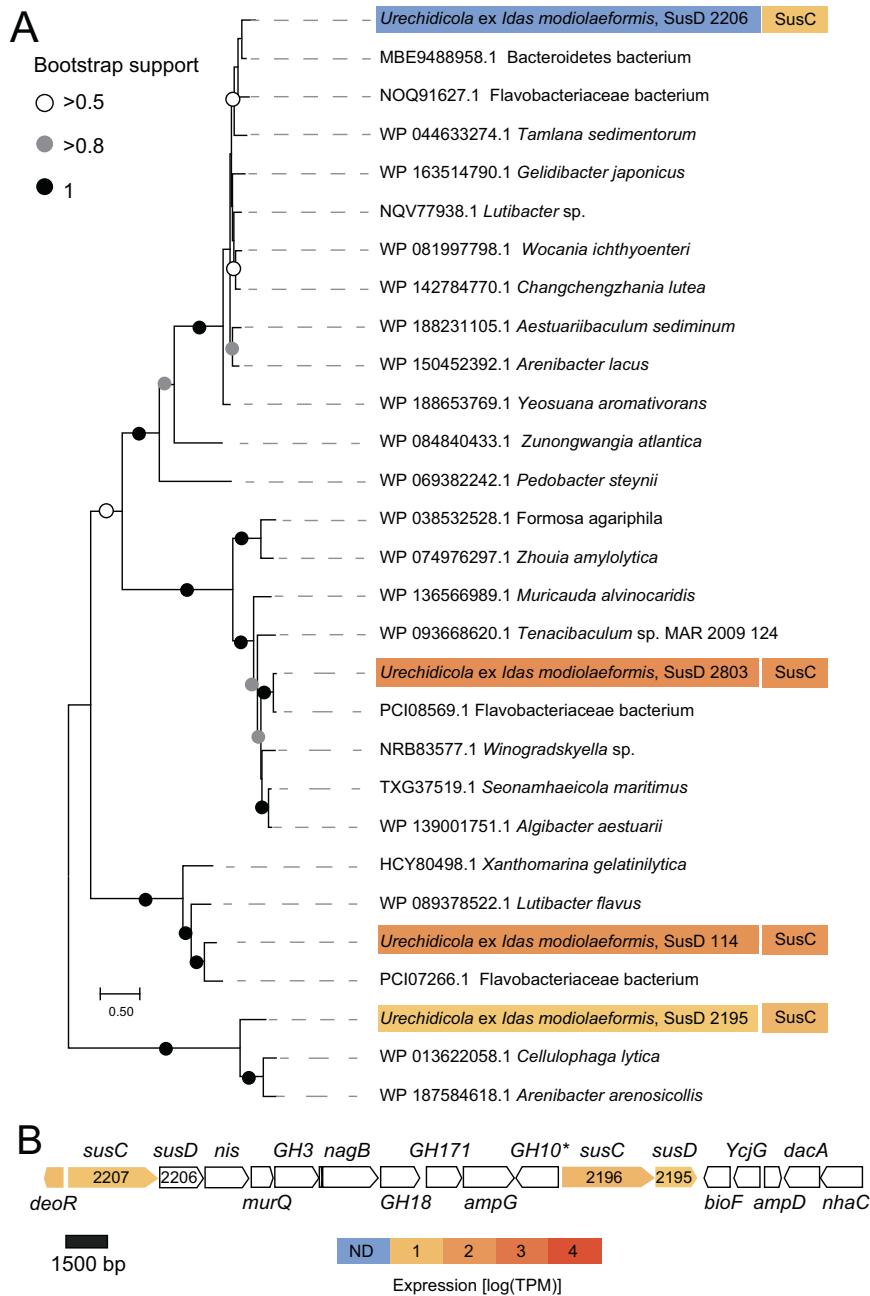 A
Bootstrap support
>0.5
>0.8
1
Urechidicola ex Idas modiolaeformis, SusD 2206 SusC
MBE9488958.1 Bacteroidetes bacterium
NOQ91627.1 Flavobacteriaceae bacterium
WP 044633274.1 Tamlana sedimentorum
WP 163514790.1 Gelidibacter japonicus
NQV77938.1 Lutibacter sp.
WP 081997798.1 Wocania ichthyoenteri
WP 142784770.1 Changchengzhania lutea
WP 188231105.1 Aestuariibaculum sediminum
WP 150452392.1 Arenibacter lacus
WP 188653769.1 Yeosuana aromativorans
WP 084840433.1 Zunongwangia atlantica
WP 069382242.1 Pedobacter steynii
WP 038532528.1 Formosa agariphila
WP 074976297.1 Zhouia amylolytica
WP 136566989.1 Muricauda alvinocaridis
WP 093668620.1 Tenacibaculum sp. MAR 2009 124
Urechidicola ex Idas modiolaeformis, SusD 2803 SusC
PCI08569.1 Flavobacteriaceae bacterium
NRB83577.1 Winogradskyella sp.
TXG37519.1 Seonamhaeicola maritimus
WP 139001751.1 Algibacter aestuarii
HCY80498.1 Xanthomarina gelatinilytica
WP 089378522.1 Lutibacter flavus
Urechidicola ex Idas modiolaeformis, SusD 114 SusC
PCI07266.1 Flavobacteriaceae bacterium
0.50
Urechidicola ex Idas modiolaeformis, SusD 2195 SusC
WP 013622058.1 Cellulophaga lytica
WP 187584618.1 Arenibacter arenosicollis
B
susC susD nis GH3 nagB GH171 GH10* susC susD YcjG dacA
2207 2206 2196 2195
deoR murQ GH18 ampG bioF ampD nhaC
1500 bp
ND 1 2 3 4
Expression [log(TPM)]